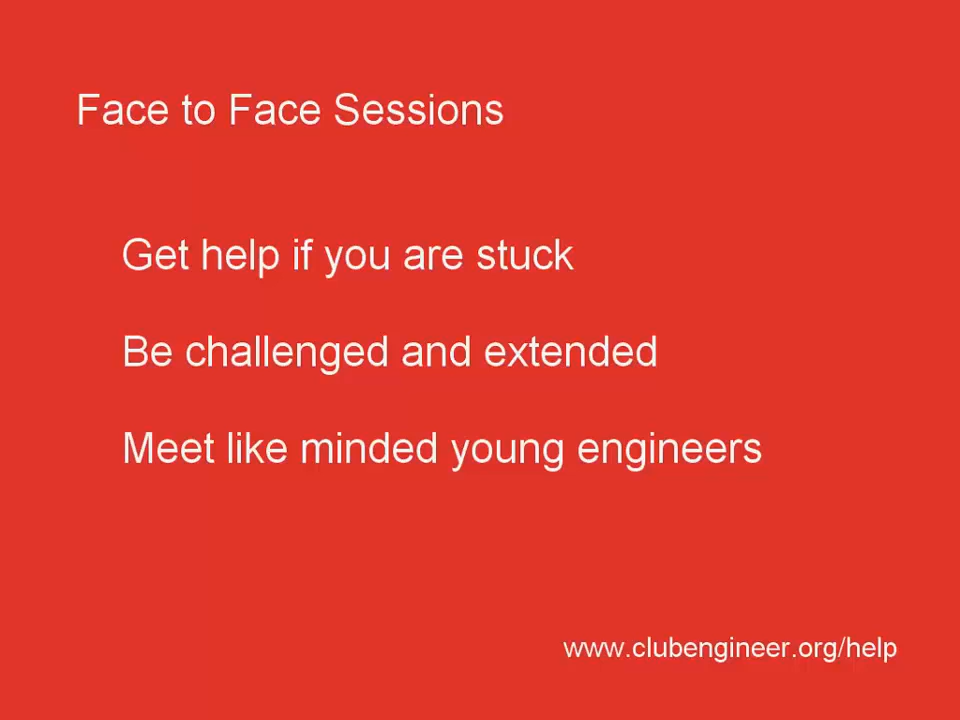 Face to Face Sessions
Get help if you are stuck
Be challenged and extended
Meet like minded young engineers
www.clubengineer.org/help